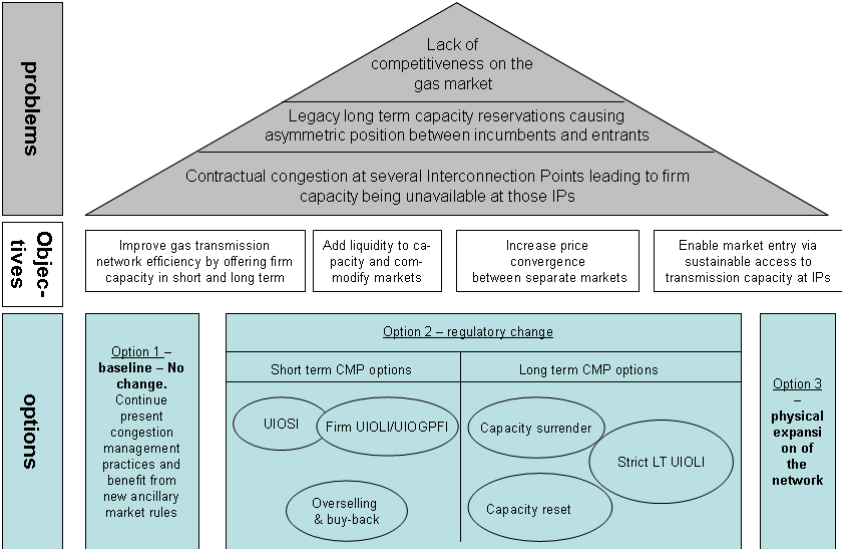 problems
Lack of
competitiveness on the
gas market
Legacy long term capacity reservations causing
asymmetric position between incumbents and entrants
Contractual congestion at several Interconnection Points leading to firm
capacity being unavailable at those IPs
Objec-
tives
Improve gas transmission
network efficiency by offering firm
capacity in short and long term
Add liquidity to ca-
pacity and com-
modify markets
Increase price
convergence
between separate markets
Enable market entry via
sustainable access to
transmission capacity at IPs
options
Option 1 –
baseline – No
change.
Continue
present
congestion
management
practices and
benefit from
new ancillary
market rules
Option 2 – regulatory change
Short term CMP options
Long term CMP options
UIOSI
Firm UIOLI/UIOGPFI
Overselling
& buy-back
Capacity surrender
Strict LT UIOLI
Capacity reset
Option 3
–
physical
expansi
on of
the
network